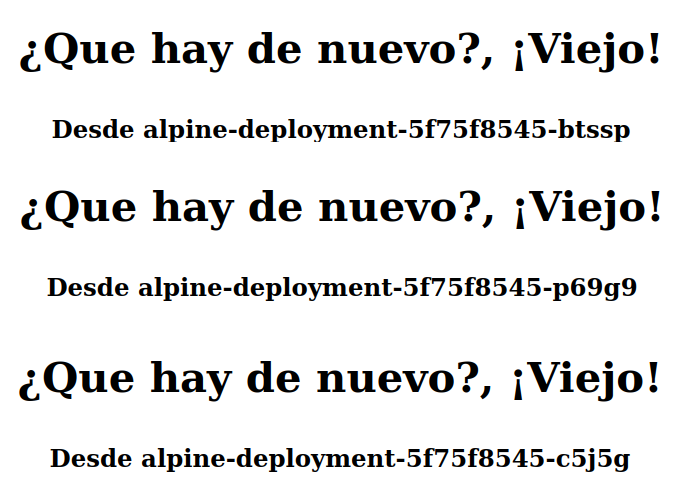 ¿Que hay de nuevo?, ¡Viejo!
Desde alpine-deployment-5f75f8545-btssp
¿Que hay de nuevo?, ¡Viejo!
Desde alpine-deployment-5f75f8545-p69g9
¿Que hay de nuevo?, ¡Viejo!
Desde alpine-deployment-5f75f8545-c5j5g